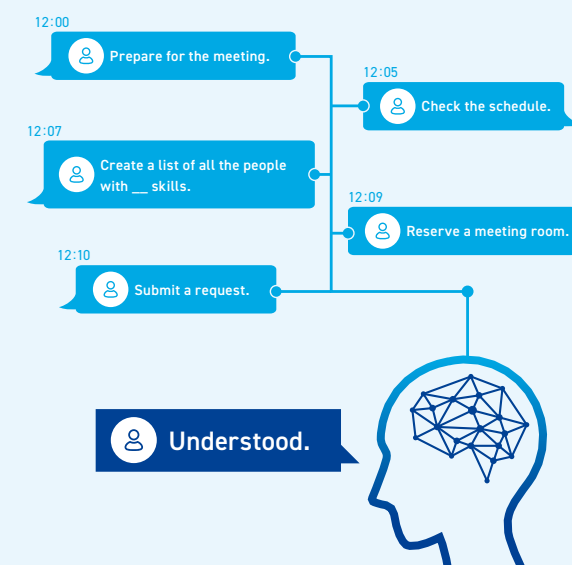 12:00
Prepare for the meeting.
12:05
Check the schedule.
12:07
Create a list of all the people
with __ skills.
12:09
Reserve a meeting room.
12:10
Submit a request.
Understood.